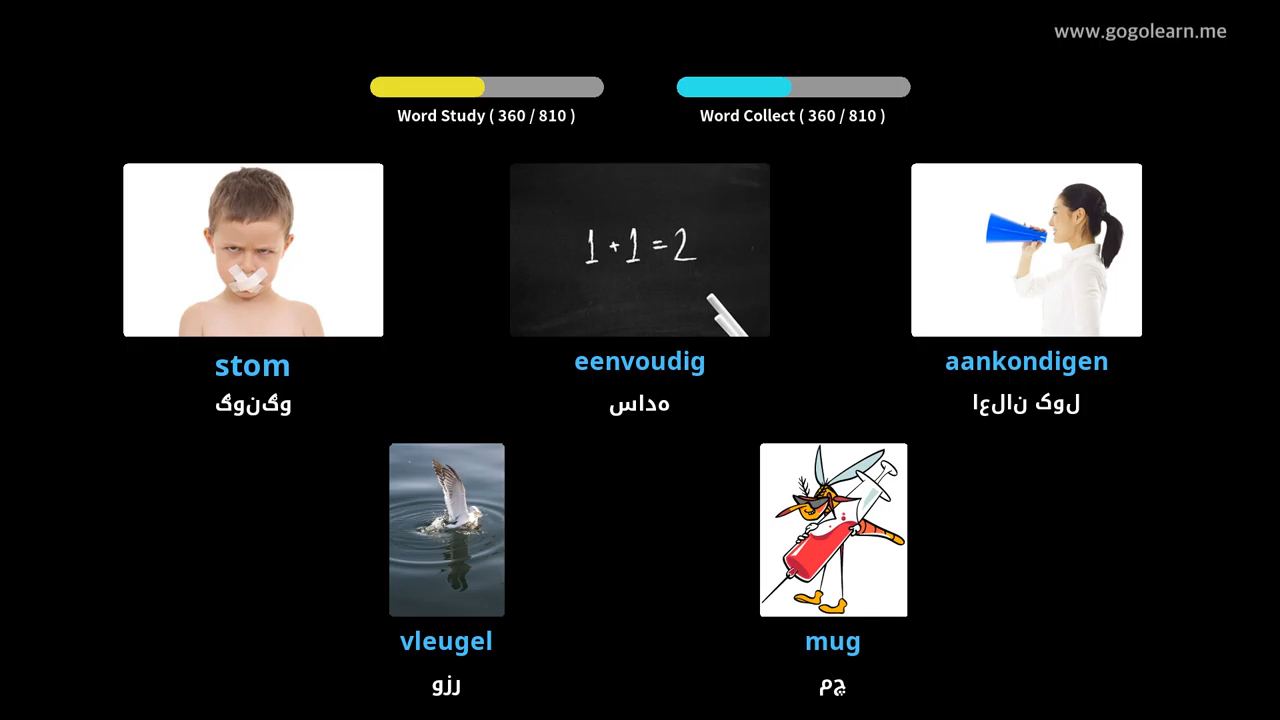 www.gogolearn.me
Word Study ( 360 / 810 )
Word Collect ( 360 / 810 )
stom
گونگو
eenvoudig
ساده
aankondigen
اعلان کول
vleugel
وزر
mug
مچ